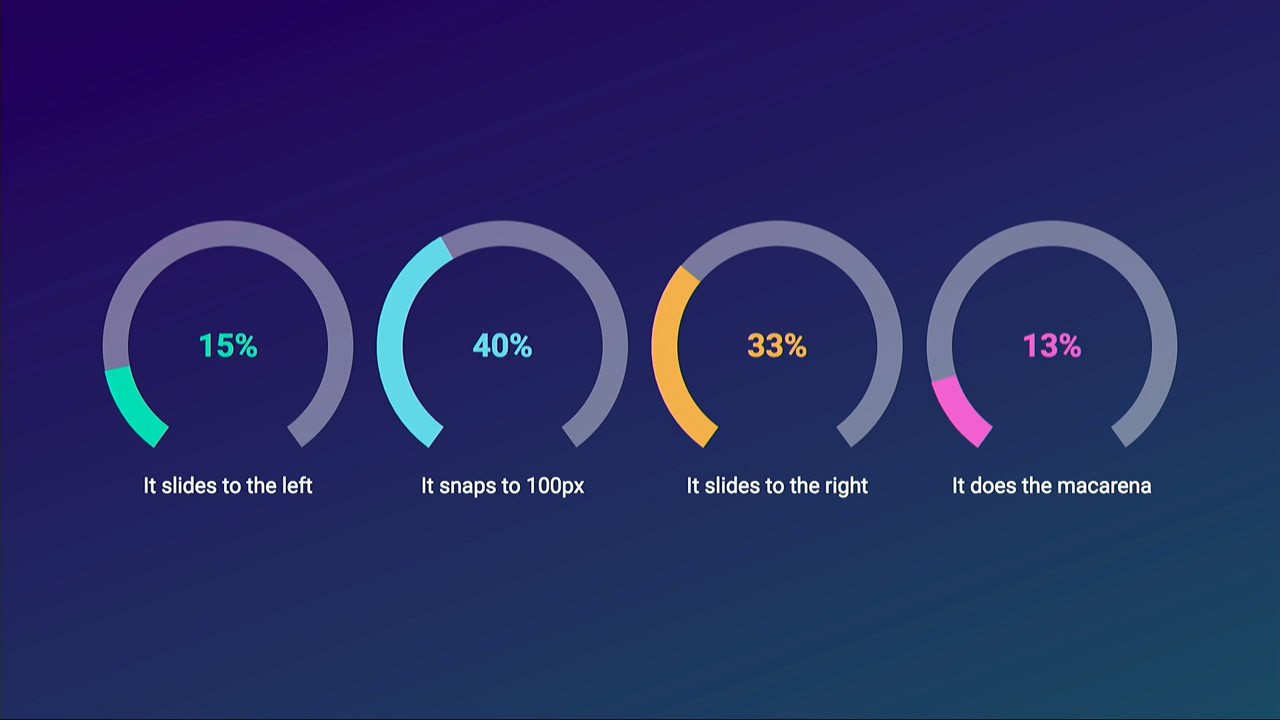 15%
40%
33%
13%
It slides to the left
It snaps to 100px
It slides to the right
It does the macarena